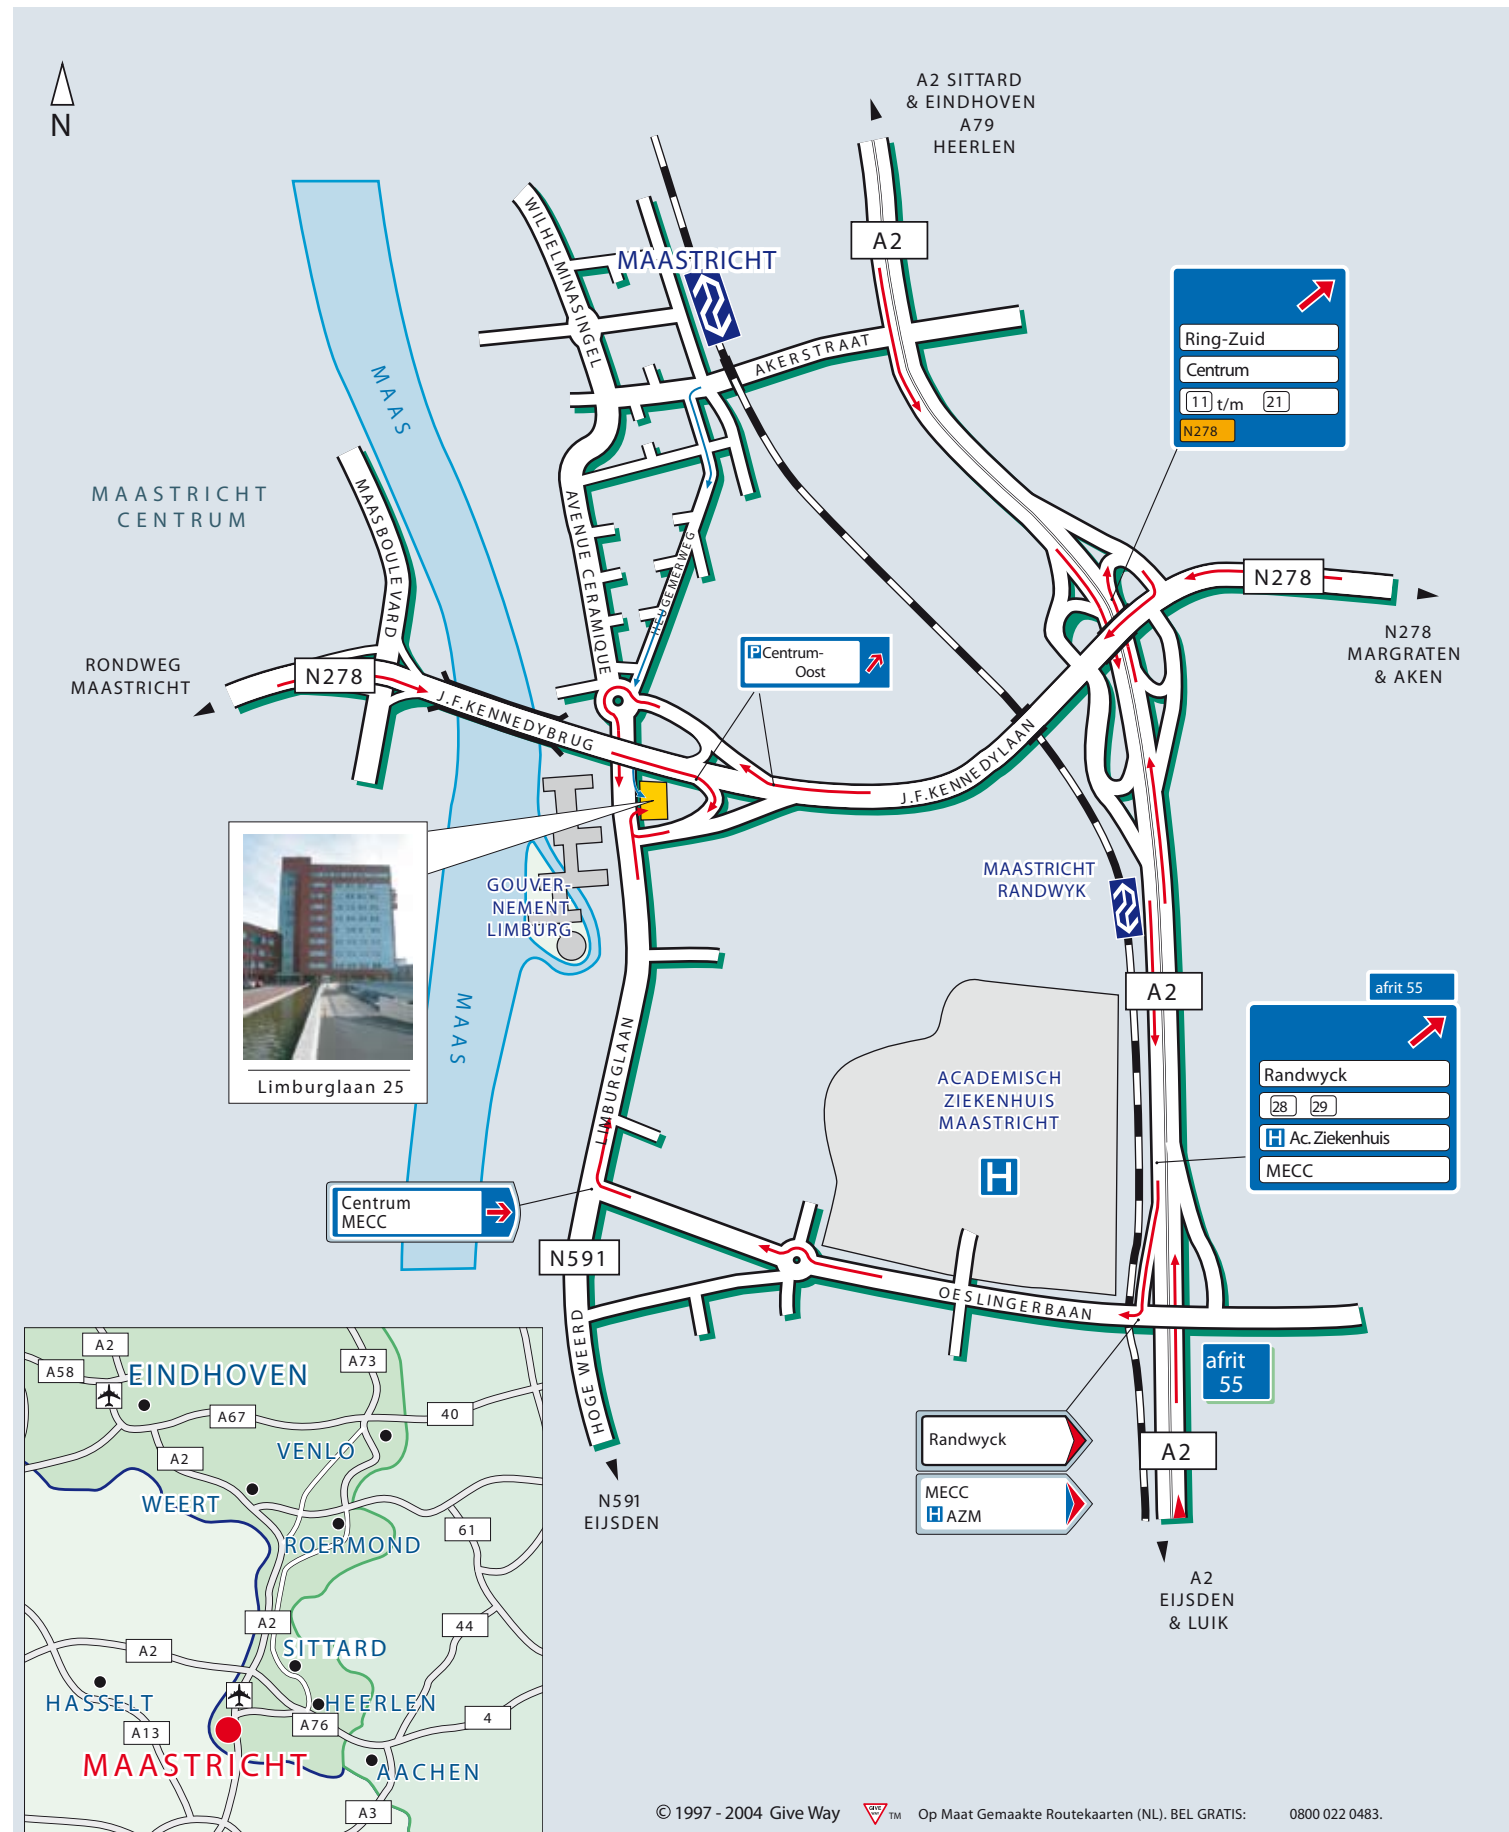 N
A2 SITTARD
& EINDHOVEN
A79
HEERLEN
WILHELMINASINGEL
MAASTRICHT
A2
Ring-Zuid
Centrum
11 t/m 21
N278
AKERSTRAAT
MAAS
MAASTRICHT
CENTRUM
MAASBOULEVARD
AVENUE CERAMIQUE
HEUGEMERWEG
N278
N278
MARGRATEN
& AKEN
RONDWEG
MAASTRICHT
N278
P Centrum-
Oost
J.F.KENNEDYBRUG
J.F.KENNEDYLAAN
MAASTRICHT
RANDWYK
GOUVER-
NEMENT
LIMBURG
Limburglaan 25
MAAS
LIMBURGLAAN
A2
afrit 55
Randwyck
28 29
H Ac. Ziekenhuis
MECC
ACADEMISCH
ZIEKENHUIS
MAASTRICHT
H
Centrum
MECC
N591
OESLINGERBAAN
HOGE WEERD
afrit
55
Randwyck
MECC
H AZM
A2
N591
EIJSDEN
A2
EIJSDEN
& LUIK
A2
A58
A73
EINDHOVEN
A67
40
VENLO
A2
WEERT
61
ROERMOND
A2
44
A2
SITTARD
HASSELT
HEERLEN
A13
A76
4
MAASTRICHT
AACHEN
A3
© 1997 - 2004 Give Way GIVE WAY TM Op Maat Gemaakte Routekaarten (NL). BEL GRATIS: 0800 022 0483.